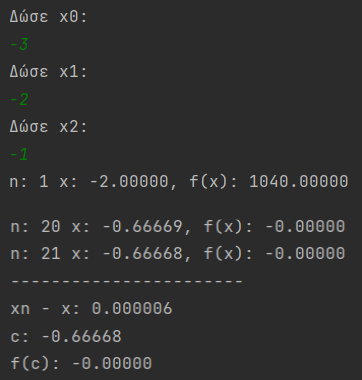 Δώσε x0:
-3
Δώσε x1:
-2
Δώσε x2:
-1
n: 1 x: -2.00000, f(x): 1040.00000
n: 20 x: -0.66669, f(x): -0.00000
n: 21 x: -0.66668, f(x): -0.00000
-----------------------
xn - x: 0.000006
c: -0.66668
f(c): -0.00000